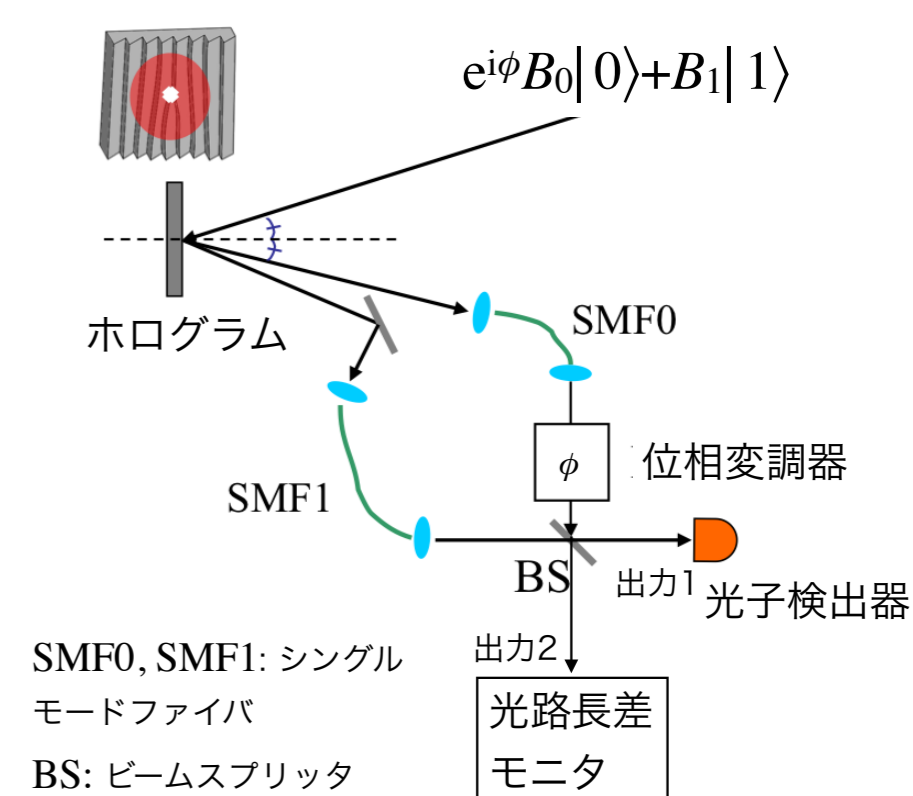 e^{iϕ}B₀|0⟩+B₁|1⟩
ホログラム
SMF0
ϕ
位相変調器
SMF1
BS
出力1
光子検出器
出力2
SMF0, SMF1: シングル
モードファイバ
BS: ビームスプリッタ
光路長差
モニタ